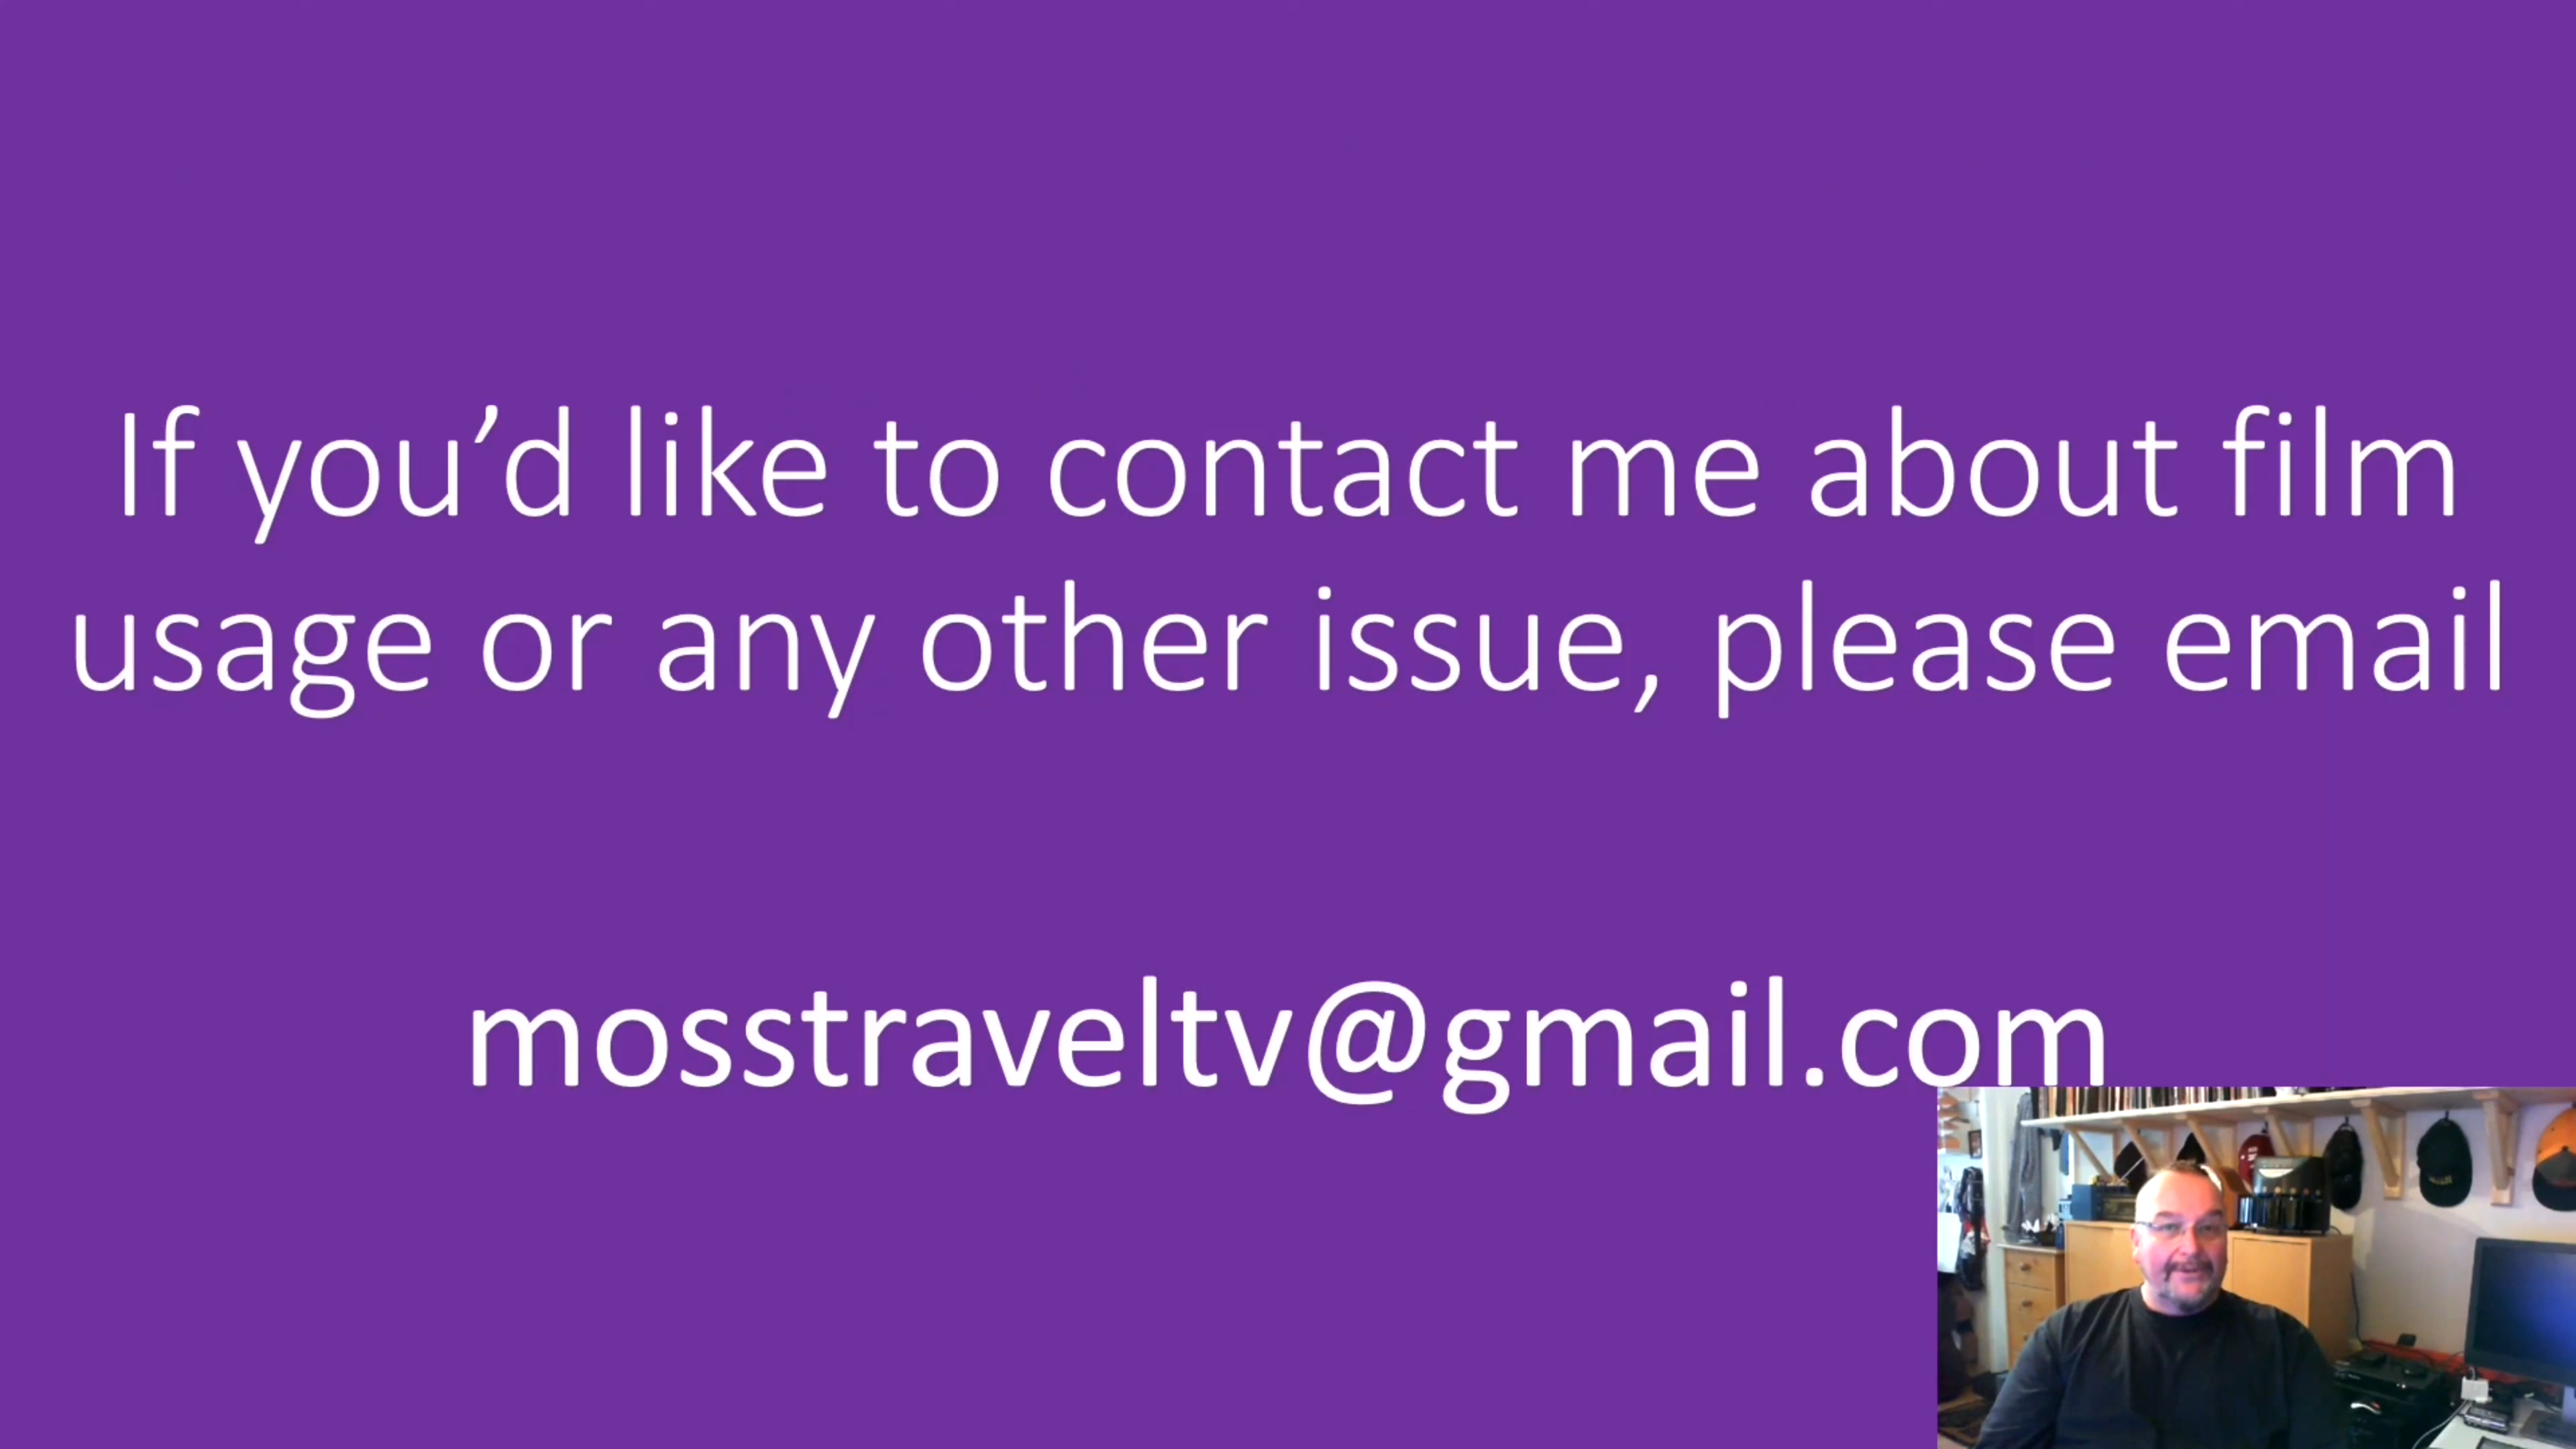 If you’d like to contact me about film
usage or any other issue, please email
mosstraveltv@gmail.com